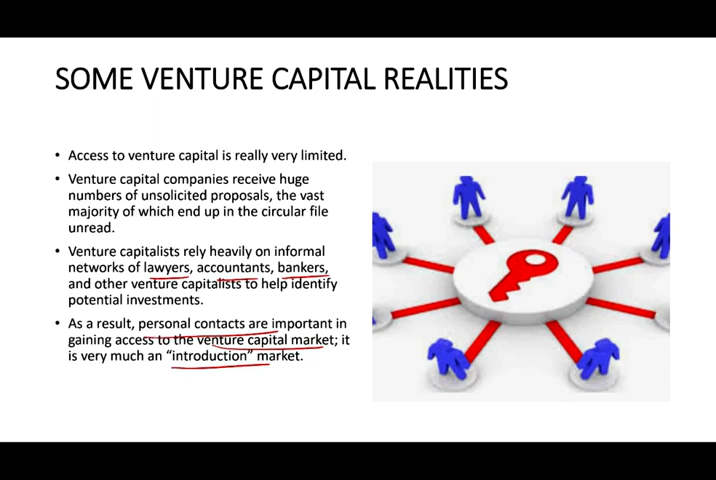 SOME VENTURE CAPITAL REALITIES
• Access to venture capital is really very limited.
• Venture capital companies receive huge
numbers of unsolicited proposals, the vast
majority of which end up in the circular file
unread.
• Venture capitalists rely heavily on informal
networks of lawyers, accountants, bankers,
and other venture capitalists to help identify
potential investments.
• As a result, personal contacts are important in
gaining access to the venture capital market; it
is very much an “introduction” market.